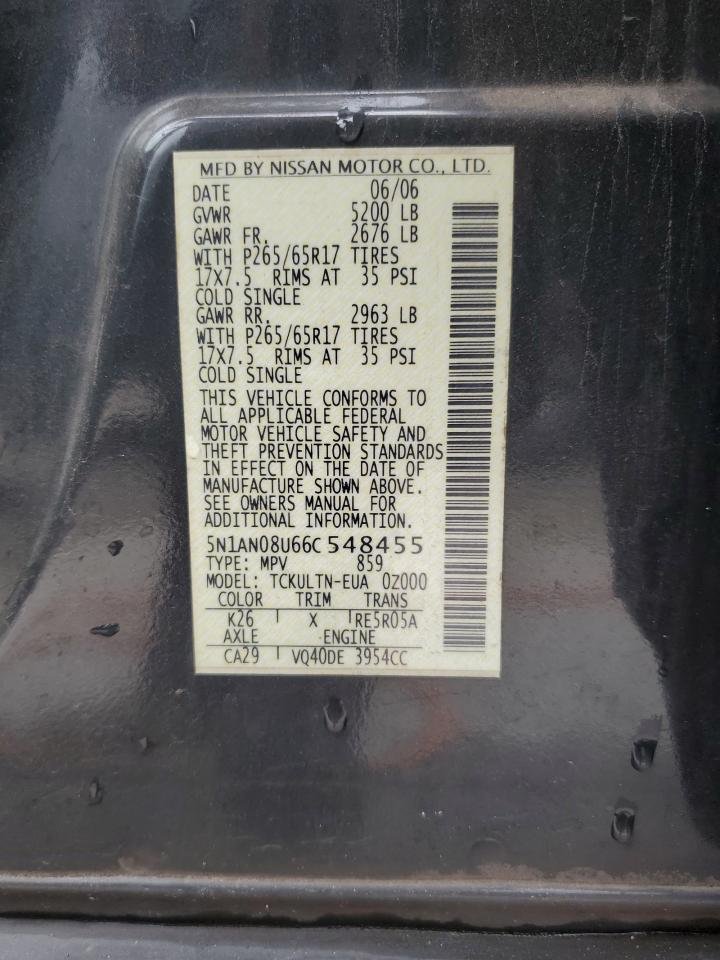 MFD BY NISSAN MOTOR CO., LTD.
DATE 06/06
GVWR 5200 LB
GAWR FR. 2676 LB
WITH P265/65R17 TIRES
17X7.5 RIMS AT 35 PSI
COLD SINGLE
GAWR RR. 2963 LB
WITH P265/65R17 TIRES
17X7.5 RIMS AT 35 PSI
COLD SINGLE
THIS VEHICLE CONFORMS TO
ALL APPLICABLE FEDERAL
MOTOR VEHICLE SAFETY AND
THEFT PREVENTION STANDARDS
IN EFFECT ON THE DATE OF
MANUFACTURE SHOWN ABOVE.
SEE OWNERS MANUAL FOR
ADDITIONAL INFORMATION.
5N1AN08U66C548455
TYPE: MPV 859
MODEL: TCKULTN-EUA 0Z000
COLOR TRIM TRANS
K26 X RE5R05A
AXLE ENGINE
CA29 VQ40DE 3954CC